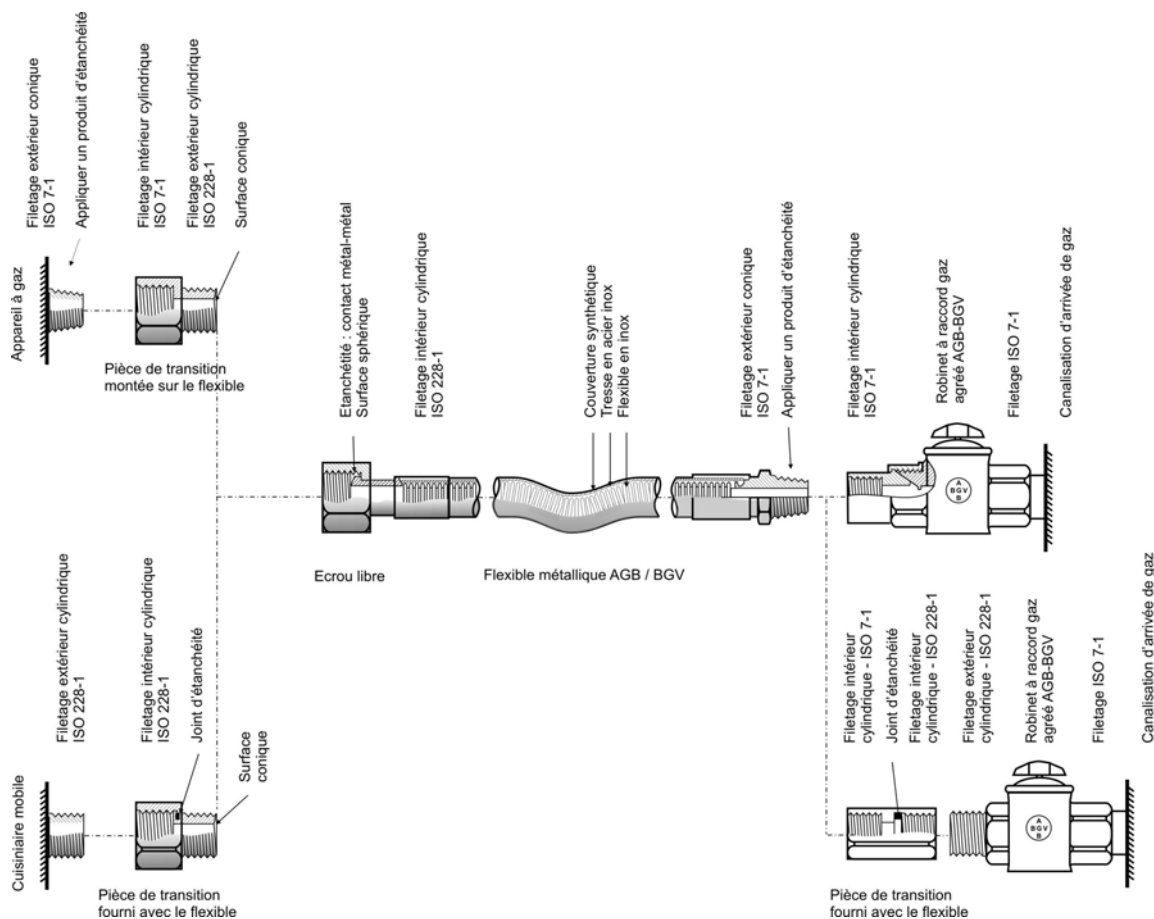 Appareil à gaz
Filetage extérieur conique
ISO 7-1
Appliquer un produit d'étanchéité
Filetage intérieur cylindrique
ISO 7-1
Filetage extérieur cylindrique
ISO 228-1
Surface conique
Pièce de transition
montée sur le flexible
Etanchétité : contact métal-métal
Surface sphérique
Filetage intérieur cylindrique
ISO 228-1
Couverture synthétique
Tresse en acier inox
Flexible en inox
Filetage extérieur conique
ISO 7-1
Appliquer un produit d'étanchéité
Filetage intérieur cylindrique
ISO 7-1
Robinet à raccord gaz
agréé AGB-BGV
Filetage ISO 7-1
Canalisation d'arrivée de gaz
A
BGV
B
Ecrou libre
Flexible métallique AGB / BGV
Cuisiniaire mobile
Filetage extérieur cylindrique
ISO 228-1
Filetage intérieur cylindrique
ISO 228-1
Joint d'étanchéité
Surface
conique
Pièce de transition
fourni avec le flexible
Filetage intérieur
cylindrique - ISO 7-1
Joint d'étanchéité
Filetage intérieur
cylindrique - ISO 228-1
Filetage extérieur
cylindrique - ISO 228-1
Robinet à raccord gaz
agréé AGB-BGV
Filetage ISO 7-1
Canalisation d'arrivée de gaz
A
BGV
B
Pièce de transition
fourni avec le flexible